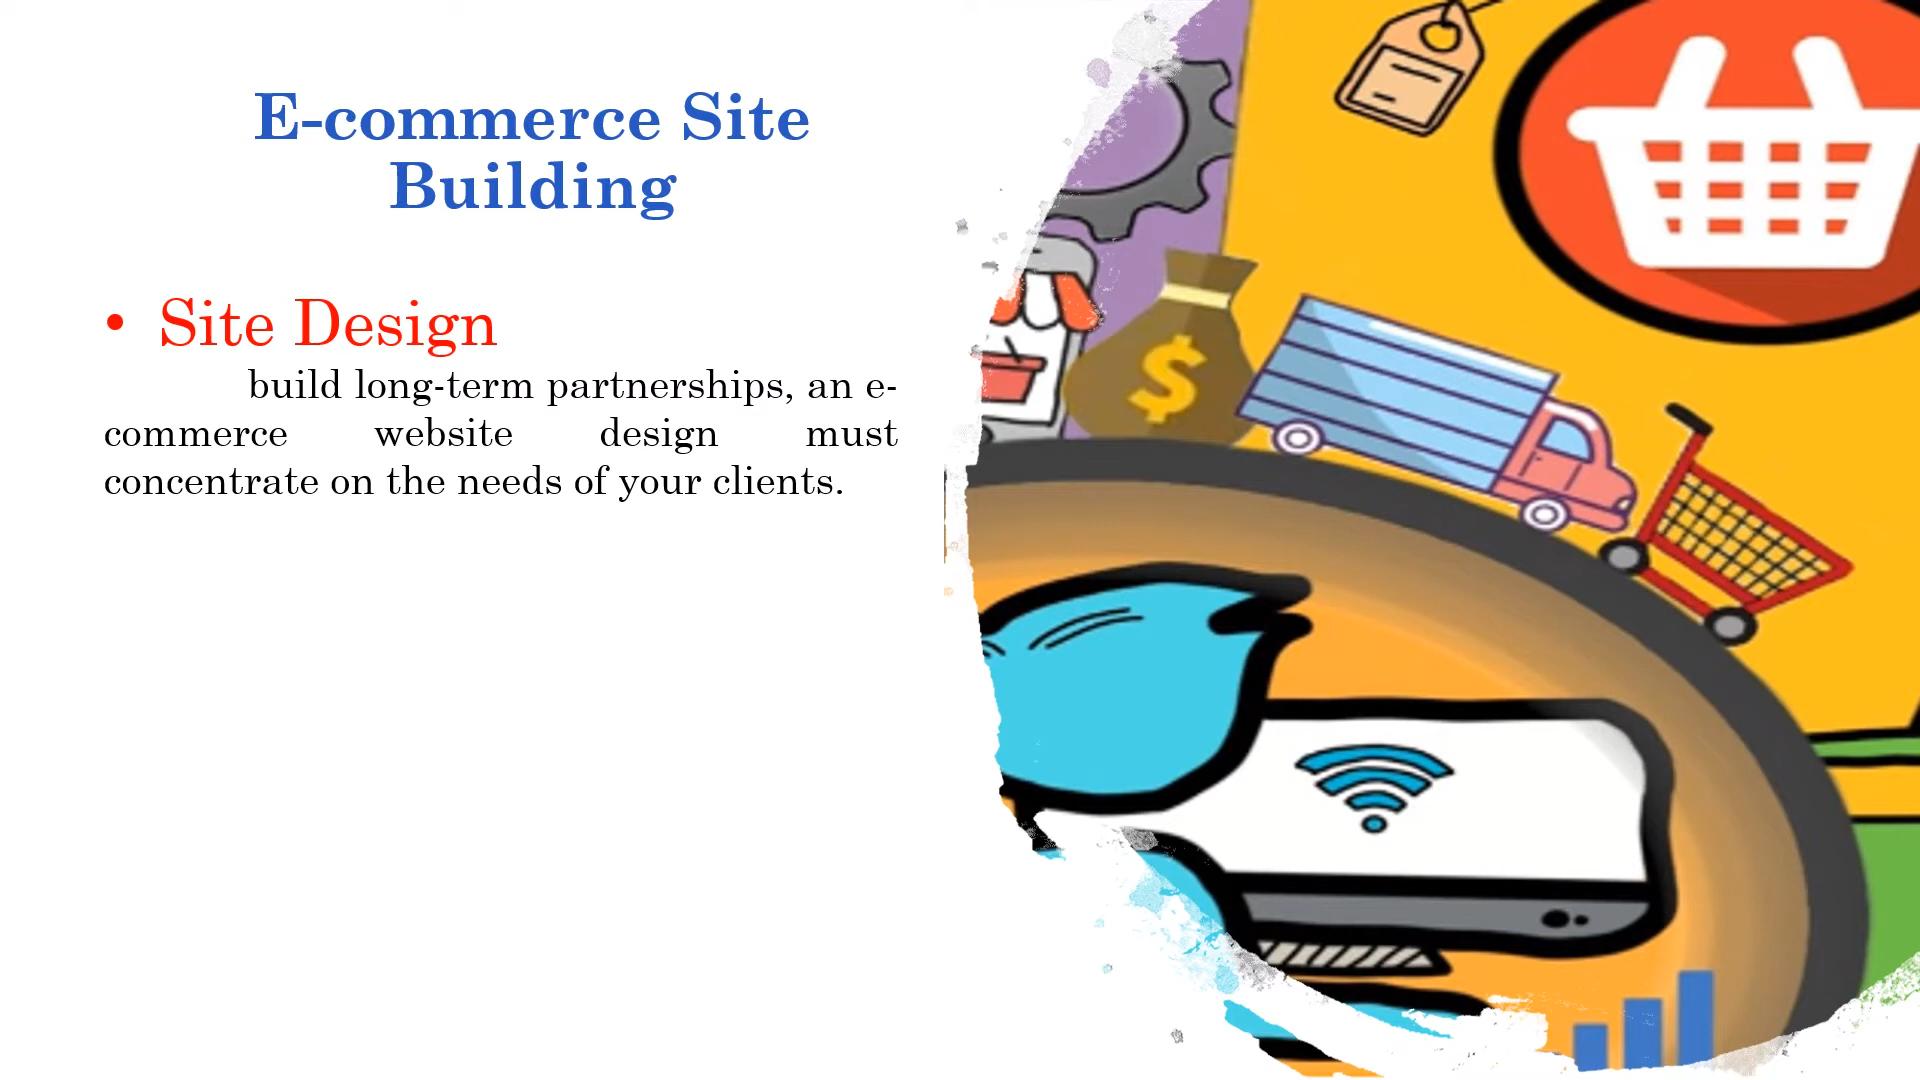 E-commerce Site
Building
• Site Design
build long-term partnerships, an e-
commerce website design must
concentrate on the needs of your clients.
$